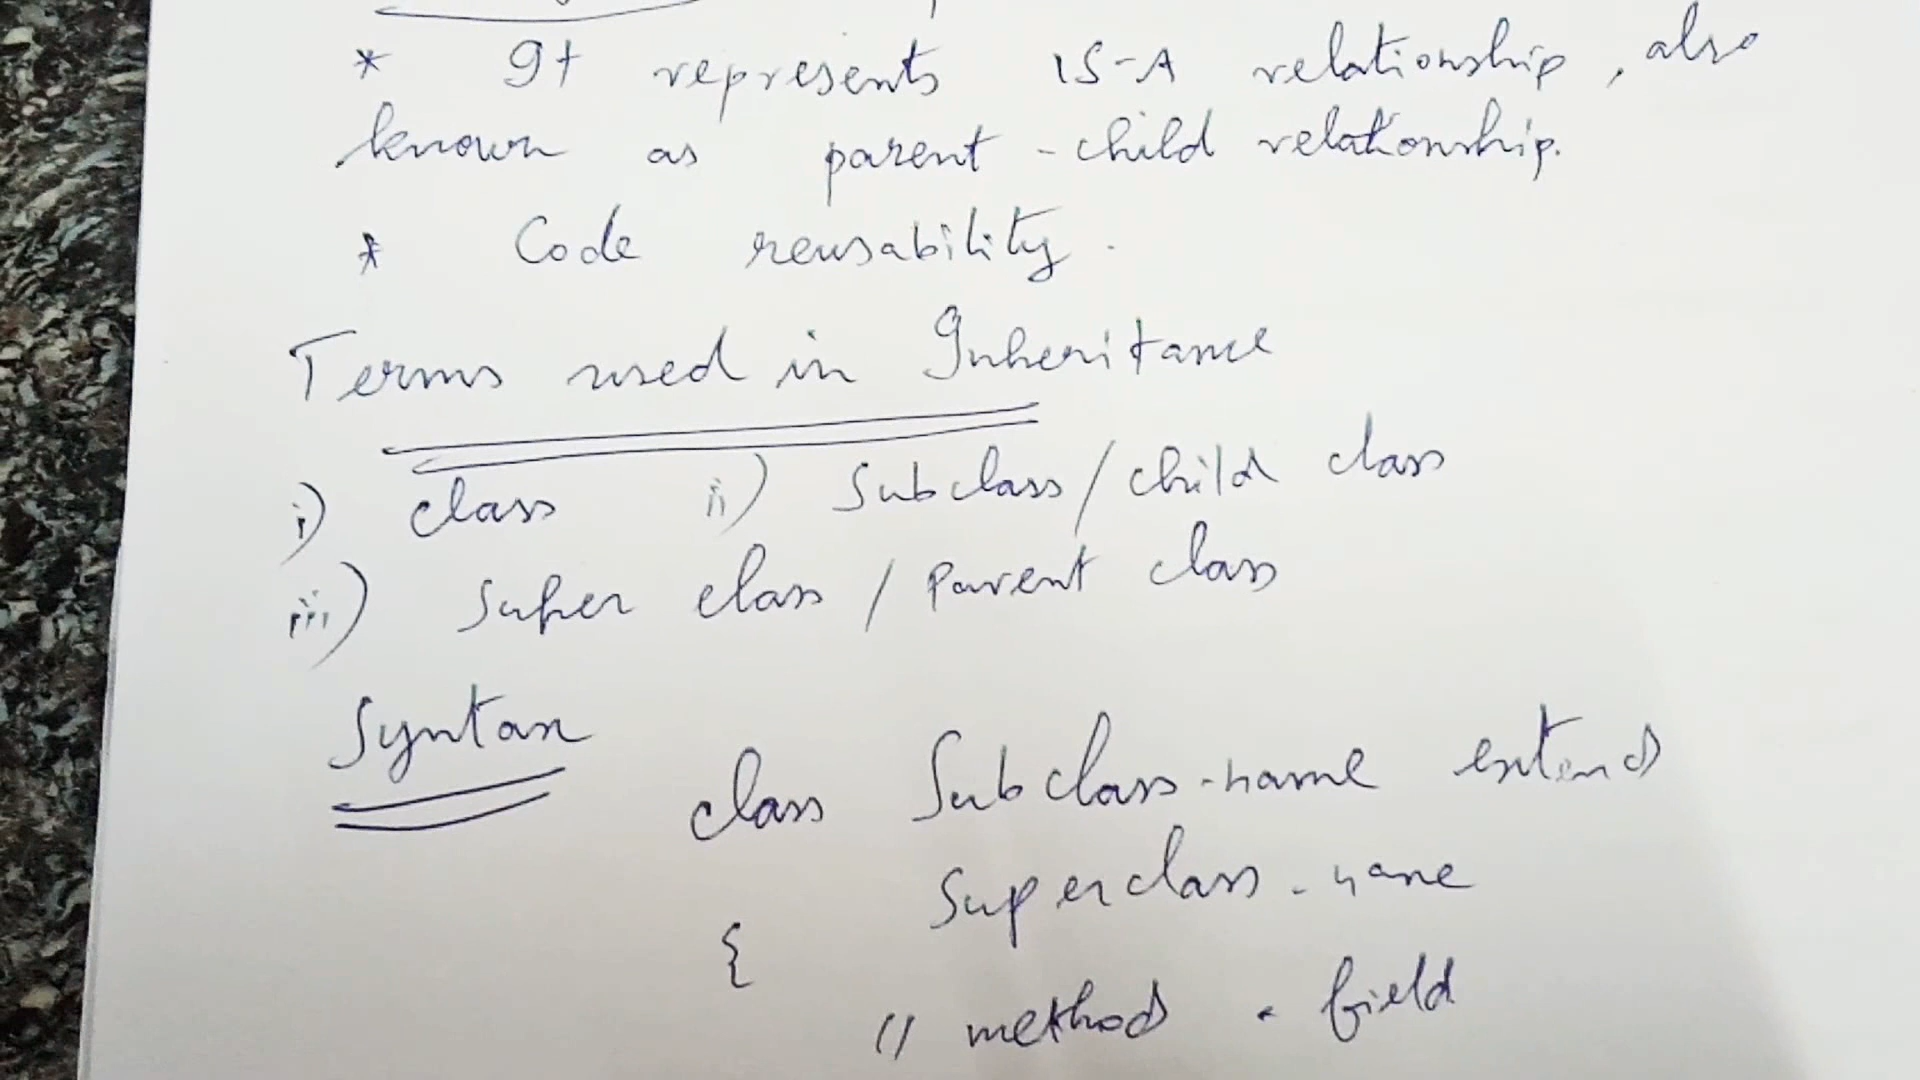 * It represents IS-A relationship, also
known as parent-child relationship.
* Code reusability.
Terms used in Inheritance
i) class ii) Subclass/child class
iii) Super class / Parent class
Syntax
class Subclass-name extends
Superclass-name
{
// method - field